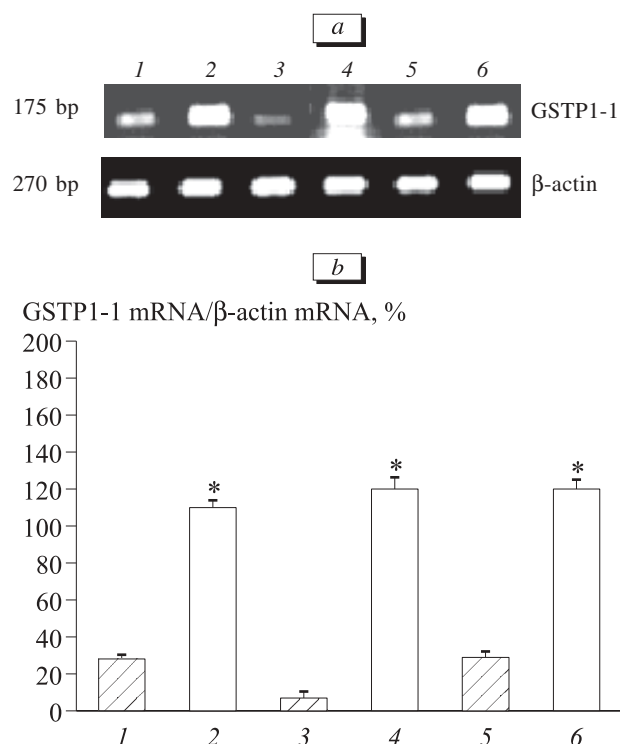 a
1 2 3 4 5 6
175 bp GSTP1-1
270 bp β-actin
b
GSTP1-1 mRNA/β-actin mRNA, %
200
180
160
140
120 * *
100 *
80
60
40
20
0
1 2 3 4 5 6